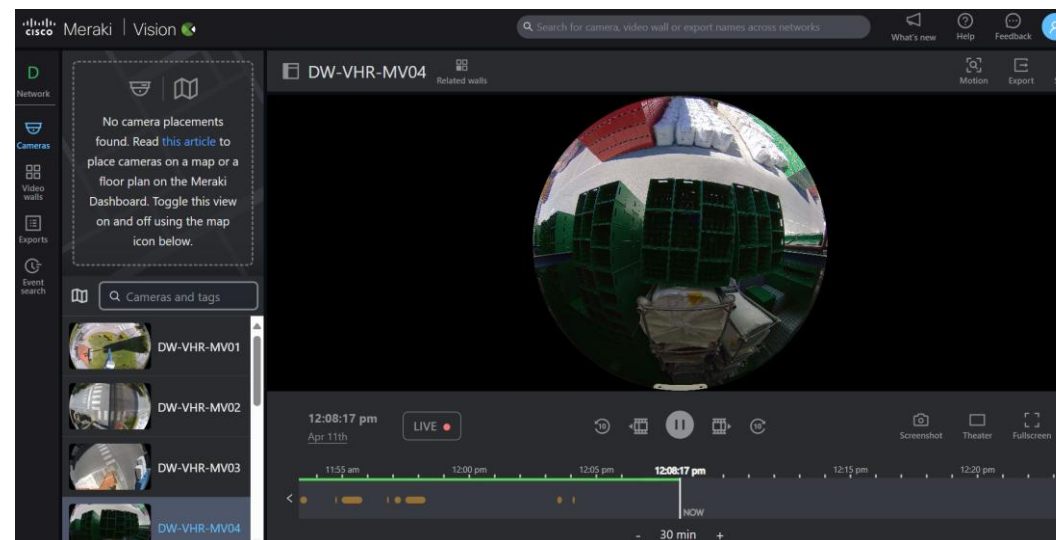 cisco Meraki Vision
Search for camera, video wall or export names across networks
What's new
Help
Feedback
D
Network
Cameras
Video
walls
Exports
Event
search
No camera placements
found. Read this article to
place cameras on a map or a
floor plan on the Meraki
Dashboard. Toggle this view
on and off using the map
icon below.
Cameras and tags
DW-VHR-MV01
DW-VHR-MV02
DW-VHR-MV03
DW-VHR-MV04
DW-VHR-MV04
Related walls
Motion
Export
12:08:17 pm
Apr 11th
LIVE
10
10
Screenshot
Theater
Fullscreen
11:55 am
12:00 pm
12:05 pm
12:08:17 pm
12:15 pm
12:20 pm
NOW
- 30 min +